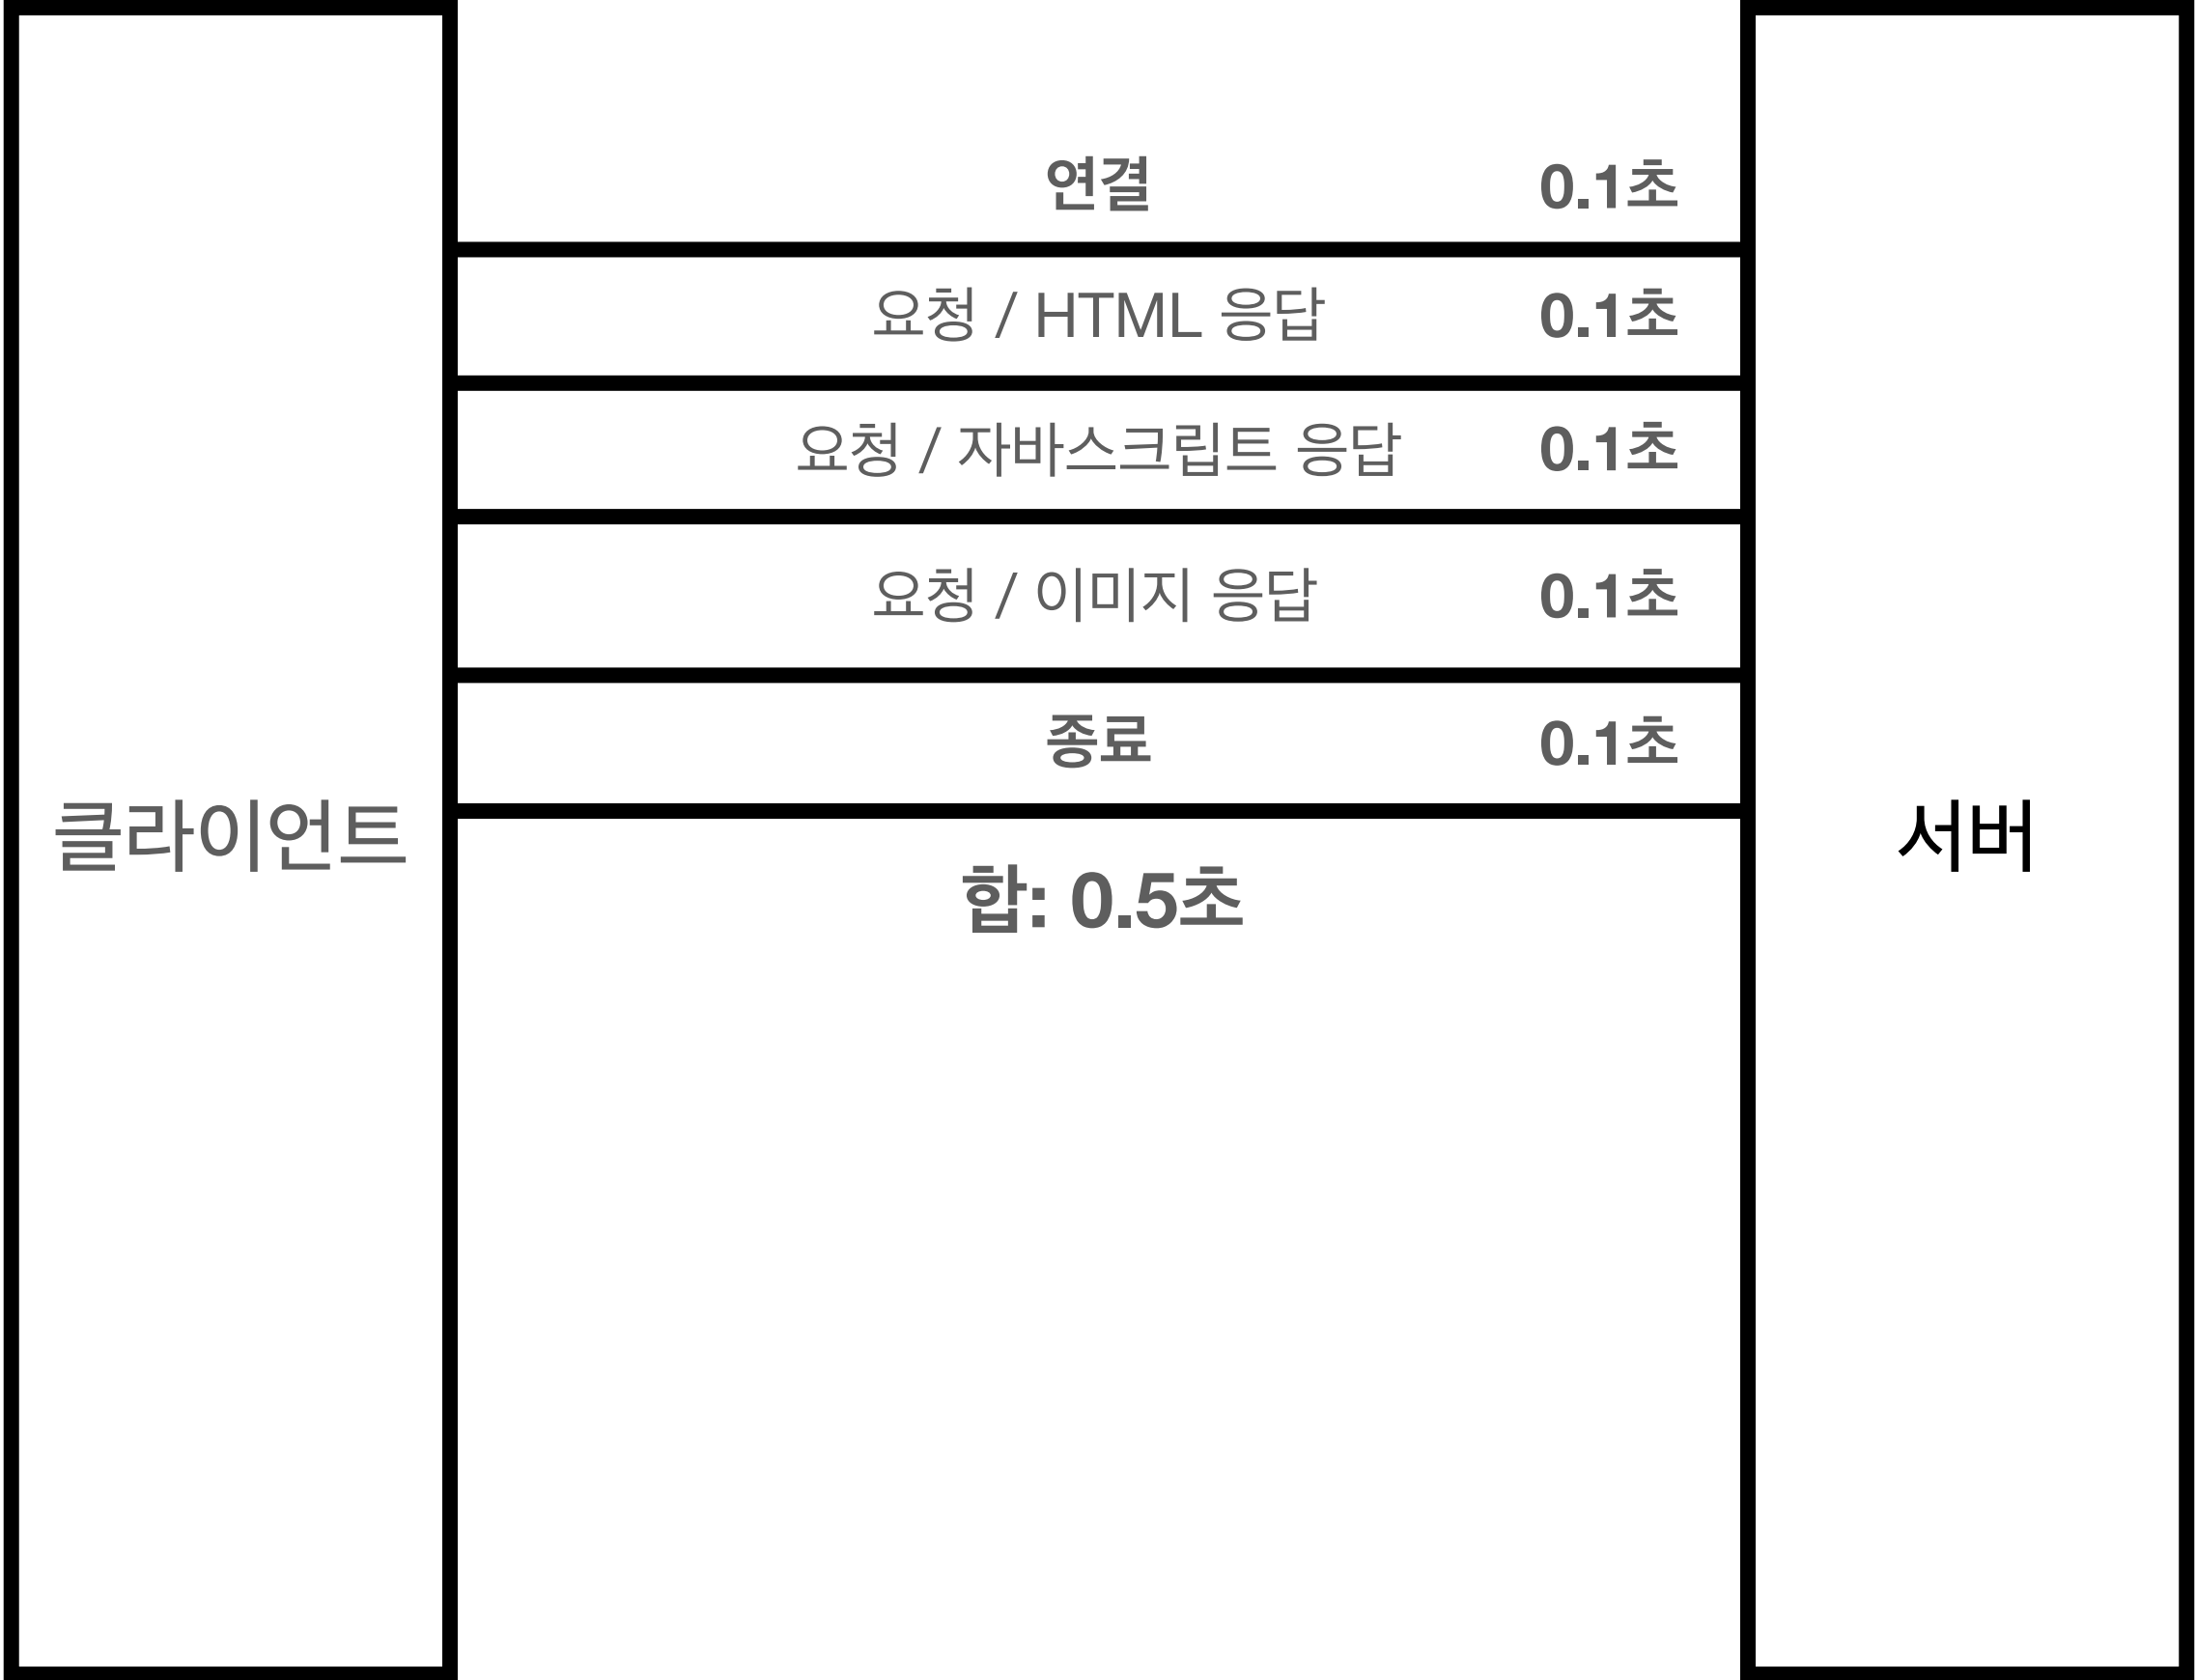 연결 0.1초
요청 / HTML 응답 0.1초
요청 / 자바스크립트 응답 0.1초
요청 / 이미지 응답 0.1초
종료 0.1초
클라이언트
서버
합: 0.5초